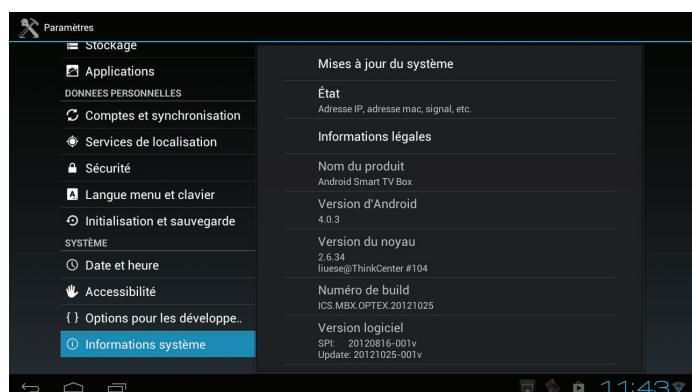 Paramètres
Stockage
Applications
DONNEES PERSONNELLES
Comptes et synchronisation
Services de localisation
Sécurité
Langue menu et clavier
Initialisation et sauvegarde
SYSTÈME
Date et heure
Accessibilité
{ } Options pour les développe..
Informations système
Mises à jour du système
État
Adresse IP, adresse mac, signal, etc.
Informations légales
Nom du produit
Android Smart TV Box
Version d'Android
4.0.3
Version du noyau
2.6.34
liuese@ThinkCenter #104
Numéro de build
ICS.MBX.OPTEX.20121025
Version logiciel
SPI: 20120816-001v
Update: 20121025-001v
11:43